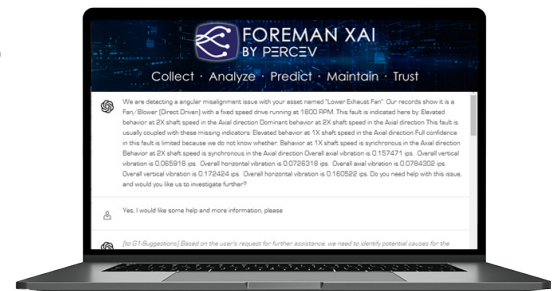 FOREMAN XAI
BY PERCEV
Collect · Analyze · Predict · Maintain · Trust
We are detecting a angular misalignment issue with your asset named "Lower Exhaust Fan". Our records show it is a
Fan/Blower (Direct Driven) with a fixed speed drive running at 1800 RPM. This fault is indicated here by: Elevated
behavior at 2X shaft speed in the Axial direction Dominant behavior at 2X shaft speed in the Axial direction This fault is
usually coupled with these missing indicators: Elevated behavior at 1X shaft speed in the Axial direction Full confidence
in this fault is limited because we do not know whether: Behavior at 1X shaft speed is synchronous in the Axial direction
Behavior at 2X shaft speed is synchronous in the Axial direction Overall axial vibration is 0.157471 ips. Overall vertical
vibration is 0.065918 ips. Overall horizontal vibration is 0.0726318 ips. Overall axial vibration is 0.0784302 ips.
Overall vertical vibration is 0.172424 ips. Overall horizontal vibration is 0.160522 ips. Do you need help with this issue,
and would you like us to investigate further?
Yes, I would like some help and more information, please
[to G1-Suggestions] Based on the user's request for further assistance, we need to identify potential causes for the